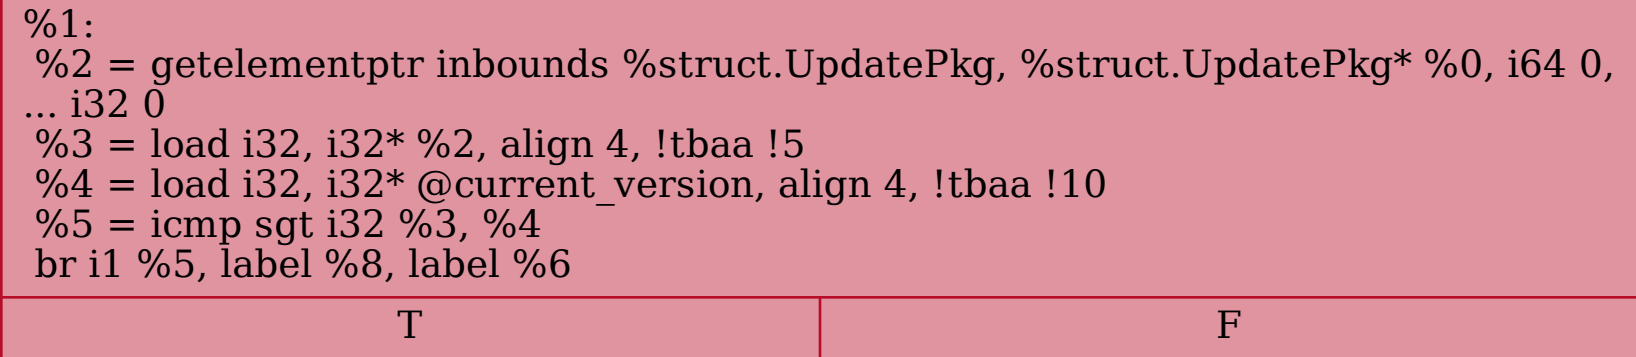 %1:
%2 = getelementptr inbounds %struct.UpdatePkg, %struct.UpdatePkg* %0, i64 0,
... i32 0
%3 = load i32, i32* %2, align 4, !tbaa !5
%4 = load i32, i32* @current_version, align 4, !tbaa !10
%5 = icmp sgt i32 %3, %4
br i1 %5, label %8, label %6
T F